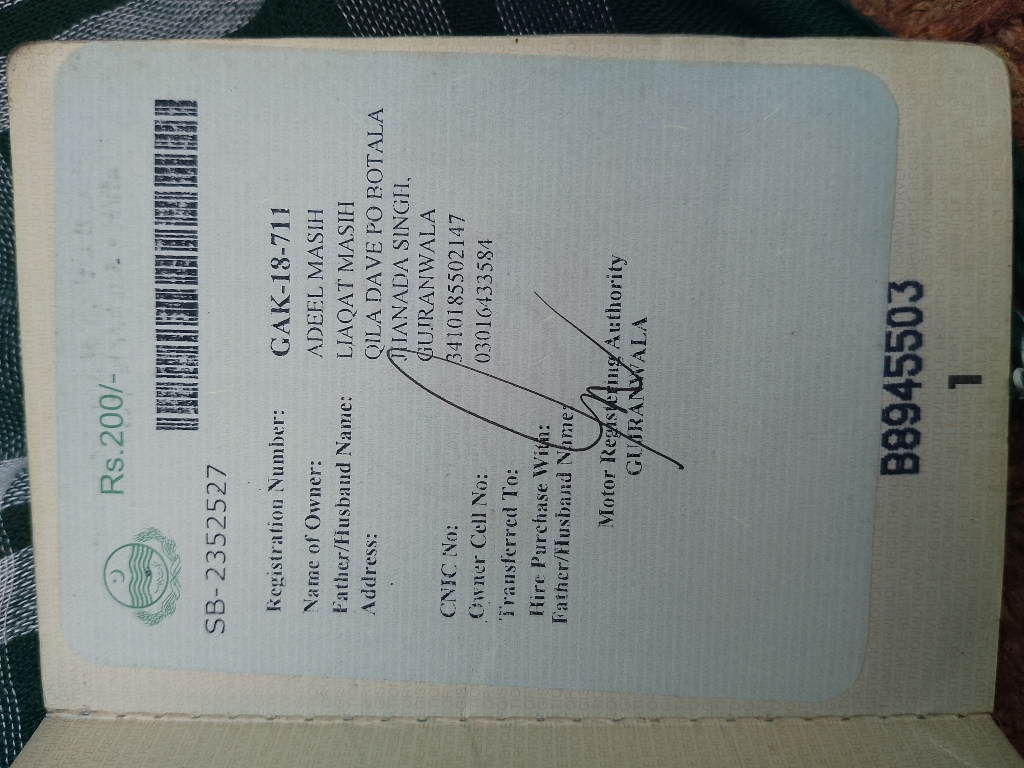 Rs.200/-
SB-2352527
Registration Number: GAK-18-711
Name of Owner: ADEEL MASIH
Father/Husband Name: LIAQAT MASIH
Address: QILA DAVE PO BOTALA
JHANADA SINGH,
GUJRANWALA
CNIC No: 3410185502147
Owner Cell No: 03016433584
Transferred To:
Hire Purchase With:
Father/Husband Name:
Motor Registering Authority
GUJRANWALA
B8945503
1